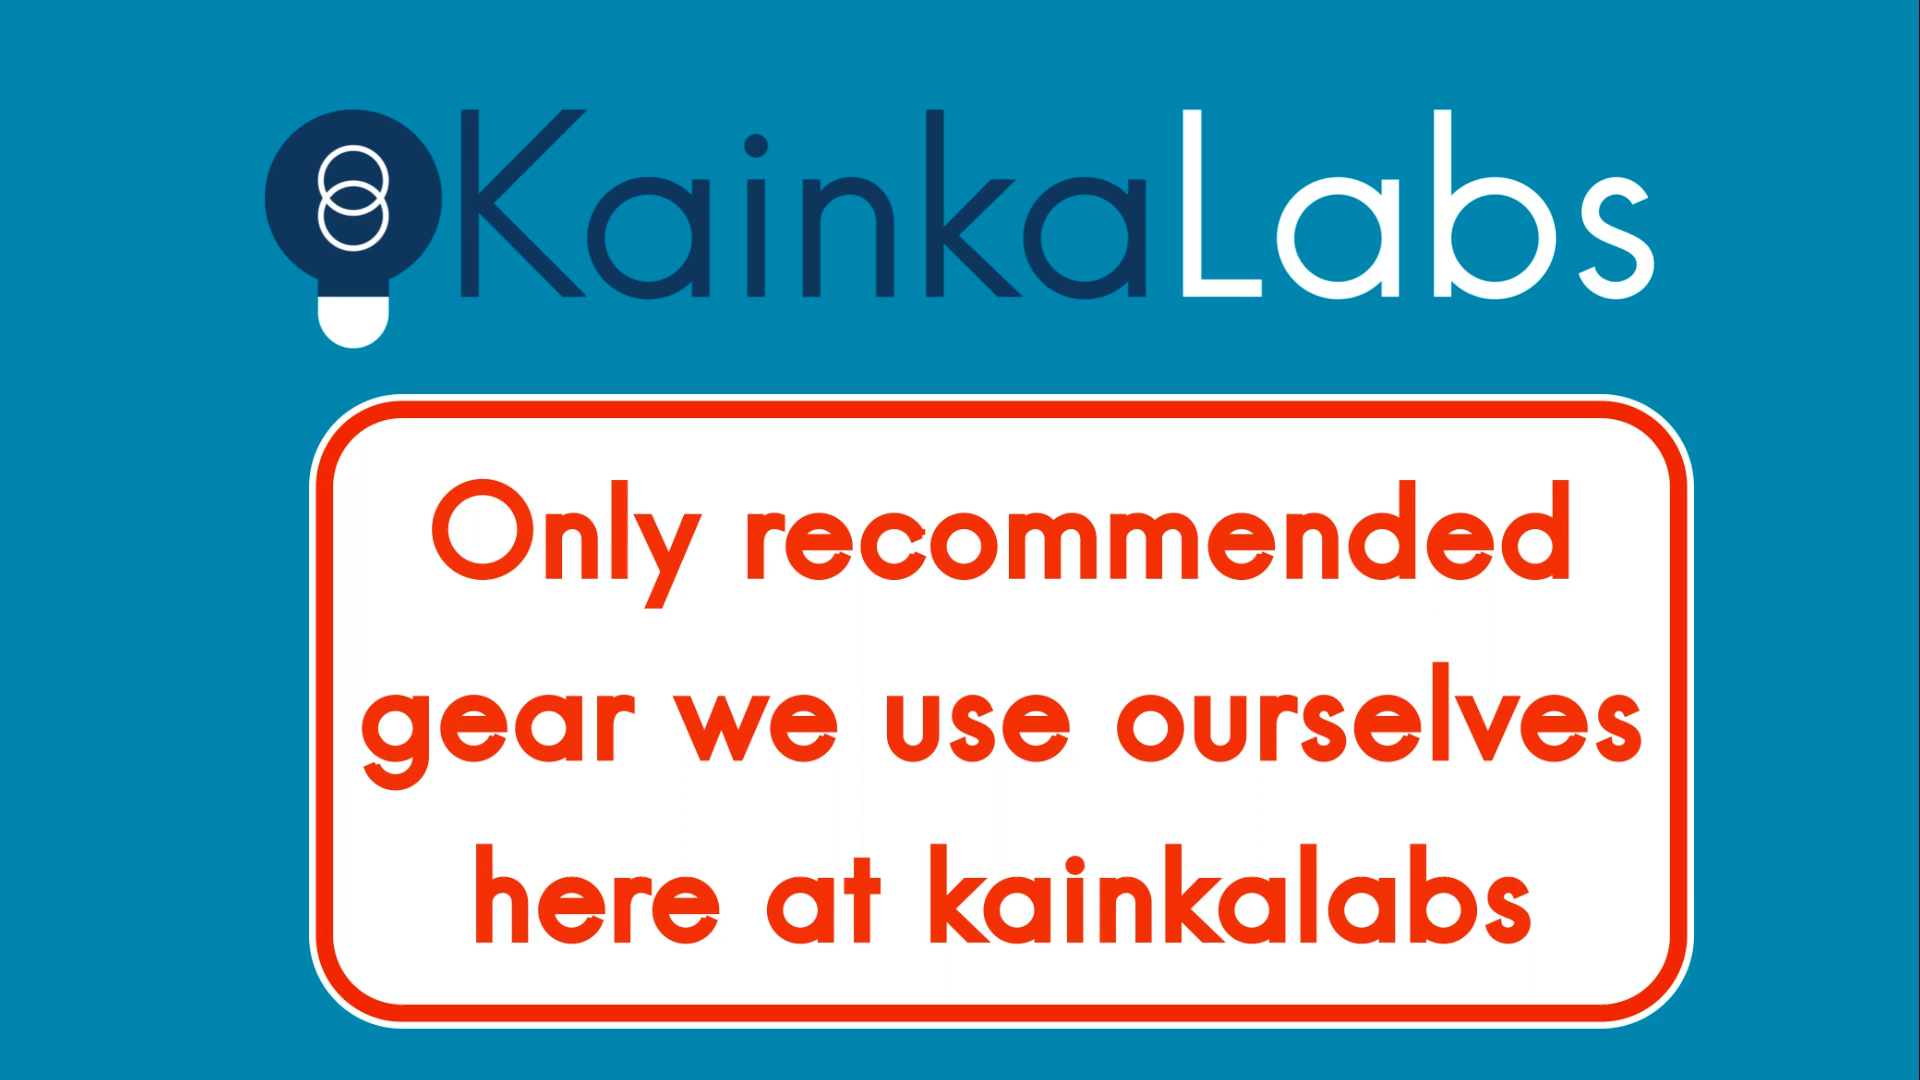 KainkaLabs
Only recommended
gear we use ourselves
here at kainkalabs